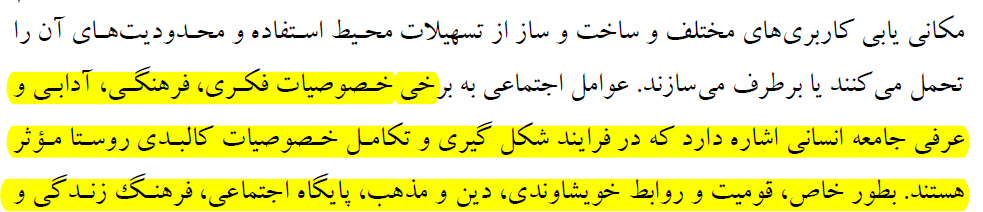 مکانی یابی کاربری‌های مختلف و ساخت و ساز از تسهیلات محیط استفاده و محدودیت‌های آن را
تحمل می‌کنند یا برطرف می‌سازند. عوامل اجتماعی به برخی خصوصیات فکری، فرهنگی، آدابی و
عرفی جامعه انسانی اشاره دارد که در فرایند شکل گیری و تکامل خصوصیات کالبدی روستا مؤثر
هستند. بطور خاص، قومیت و روابط خویشاوندی، دین و مذهب، پایگاه اجتماعی، فرهنگ زندگی و